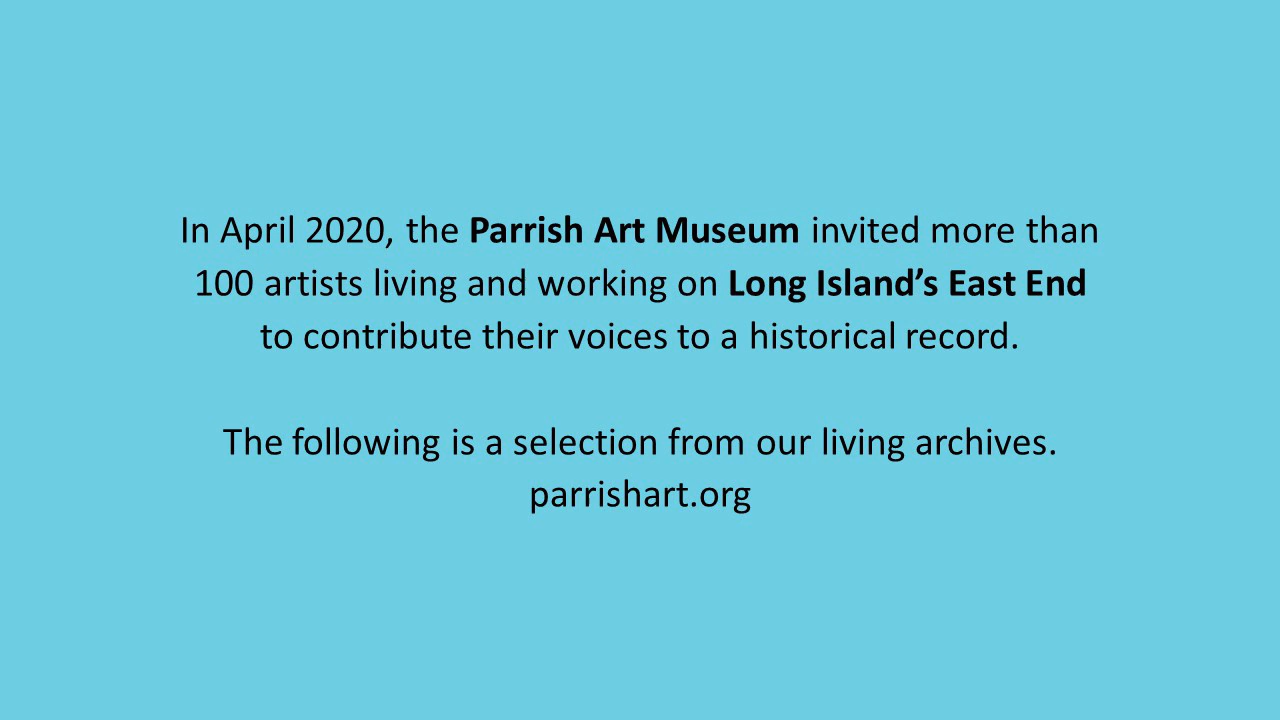 In April 2020, the Parrish Art Museum invited more than
100 artists living and working on Long Island’s East End
to contribute their voices to a historical record.
The following is a selection from our living archives.
parrishart.org